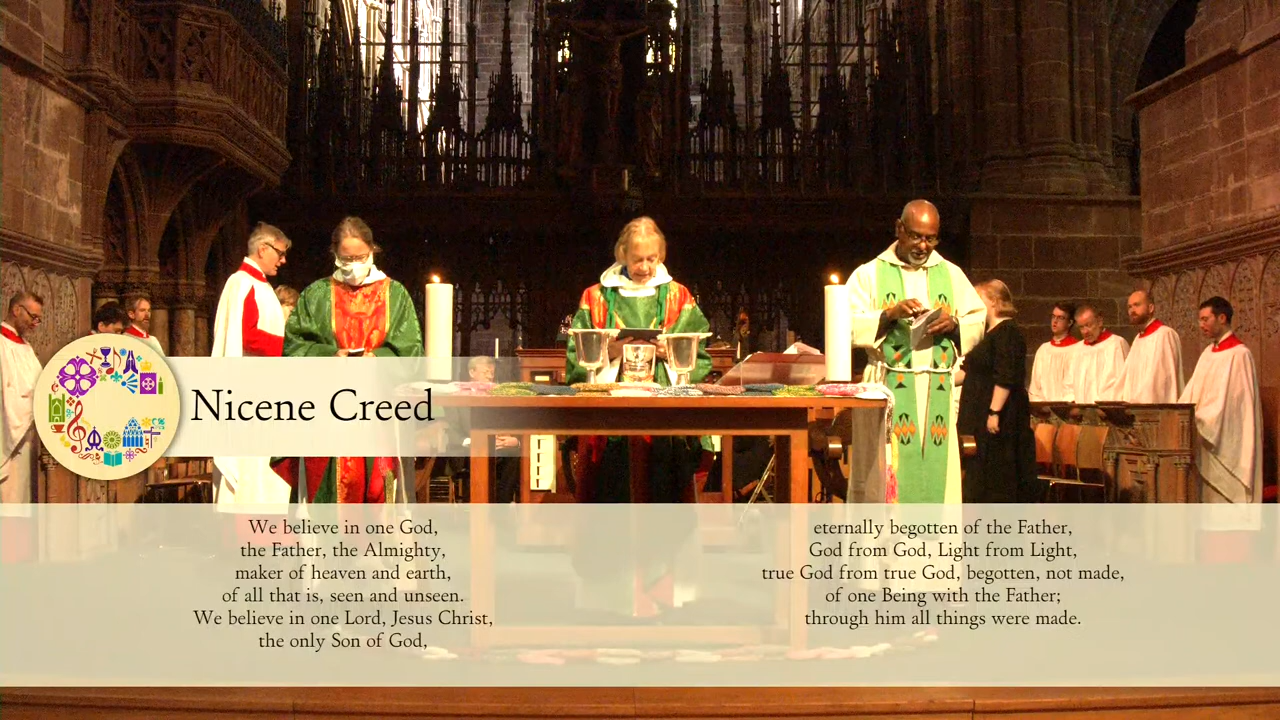 Nicene Creed
We believe in one God,
the Father, the Almighty,
maker of heaven and earth,
of all that is, seen and unseen.
We believe in one Lord, Jesus Christ,
the only Son of God,
eternally begotten of the Father,
God from God, Light from Light,
true God from true God, begotten, not made,
of one Being with the Father;
through him all things were made.